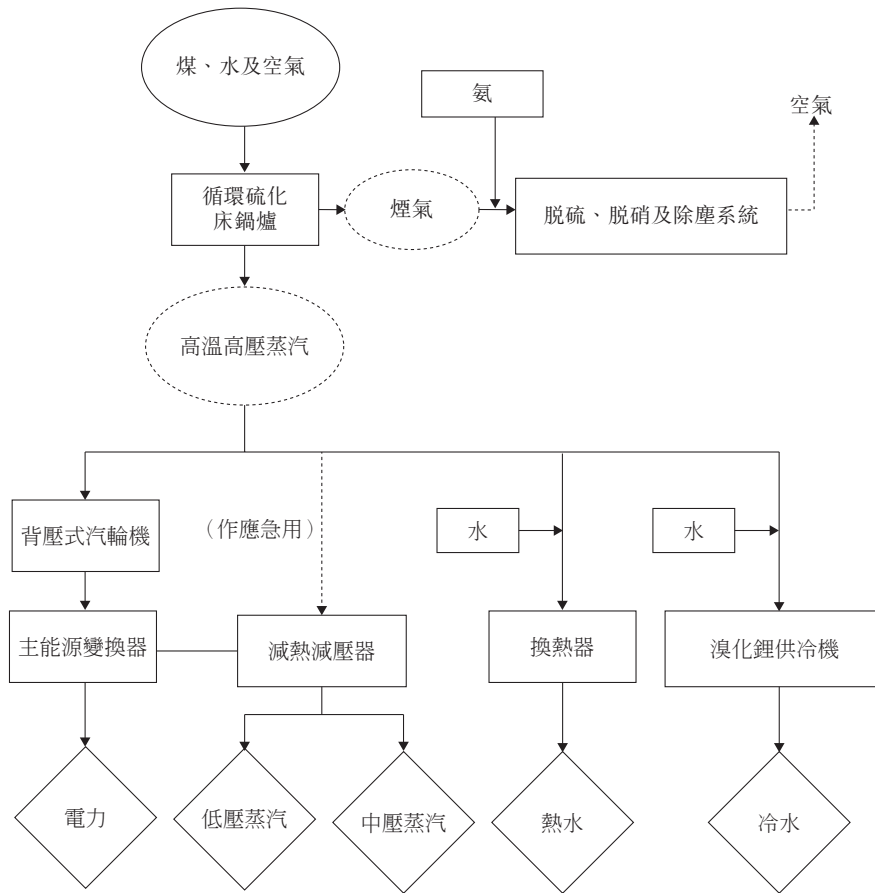 煤、水及空氣
氨
空氣
循環硫化
床鍋爐
煙氣
脫硫、脫硝及除塵系統
高溫高壓蒸汽
背壓式汽輪機
（作應急用）
水
水
主能源變換器
減熱減壓器
換熱器
溴化鋰供冷機
電力
低壓蒸汽
中壓蒸汽
熱水
冷水